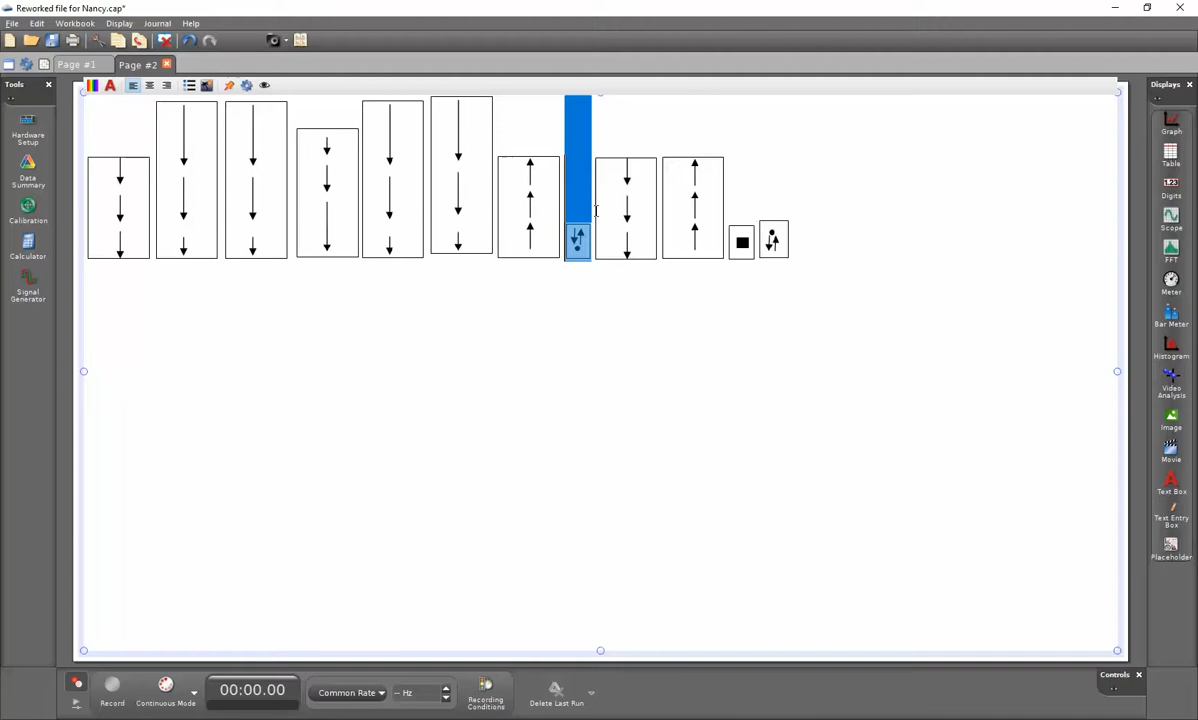 Reworked file for Nancy.cap*
File Edit Workbook Display Journal Help
Page #1 Page #2
Tools
Hardware
Setup
Data
Summary
Calibration
Calculator
Signal
Generator
A
Displays
Graph
Table
1.23
Digits
Scope
FFT
Meter
Bar Meter
Histogram
Video
Analysis
Image
Movie
Text Box
Text Entry
Box
Placeholder
Record
Continuous Mode
00:00.00
Common Rate
-- Hz
Recording
Conditions
Delete Last Run
Controls